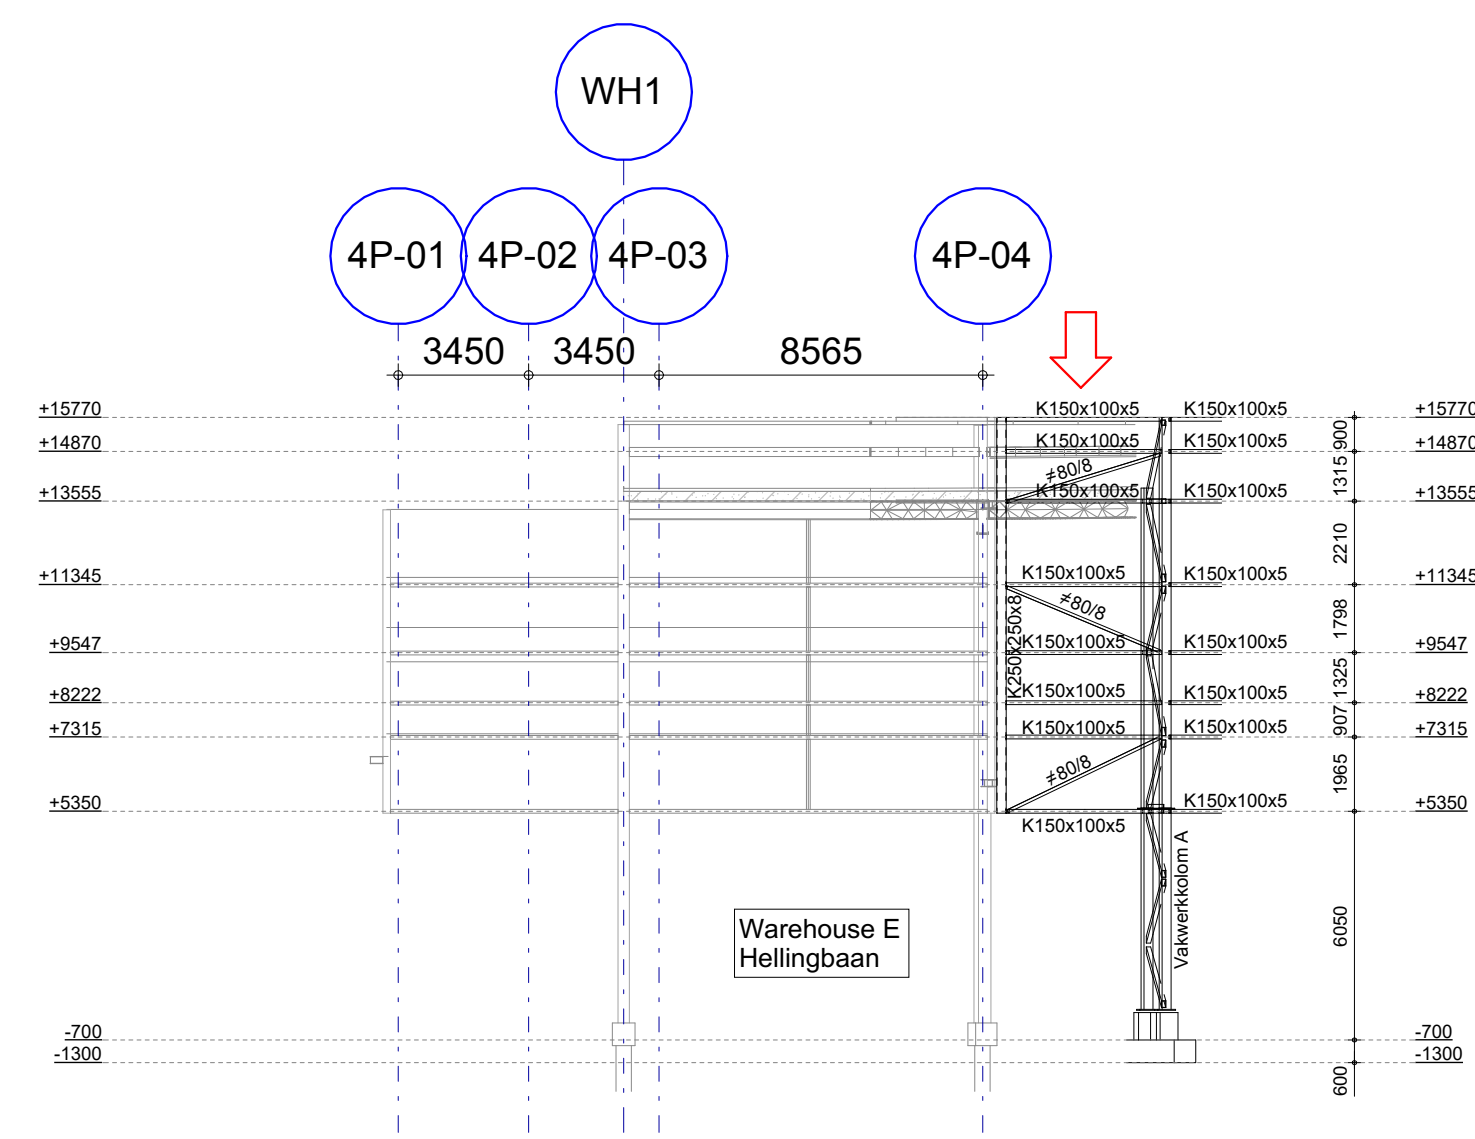 WH1
4P-01 4P-02 4P-03 4P-04
3450 3450 8565
+15770 K150x100x5 K150x100x5 +15770
900
+14870 K150x100x5 K150x100x5 +14870
≠80/8 1315
+13555 K150x100x5 K150x100x5 +13555
2210
+11345 K150x100x5 K150x100x5 +11345
≠80/8 1798
K250x250x8
+9547 K150x100x5 K150x100x5 +9547
1325
+8222 K150x100x5 K150x100x5 +8222
907
+7315 K150x100x5 K150x100x5 +7315
≠80/8 1965
+5350 K150x100x5 +5350
K150x100x5
Vakwerkkolom A
Warehouse E
Hellingbaan
6050
-700 -700
-1300 -1300
600